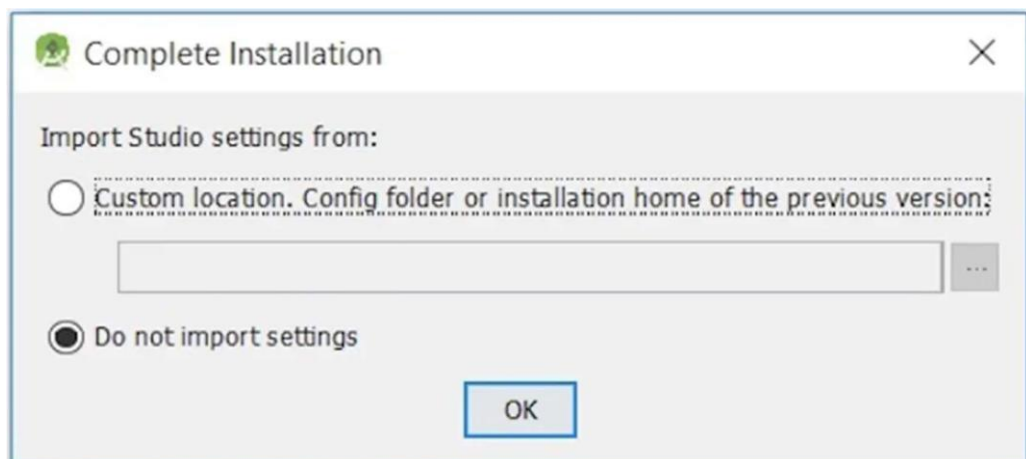 Complete Installation
Import Studio settings from:
Custom location. Config folder or installation home of the previous version:
...
Do not import settings
OK